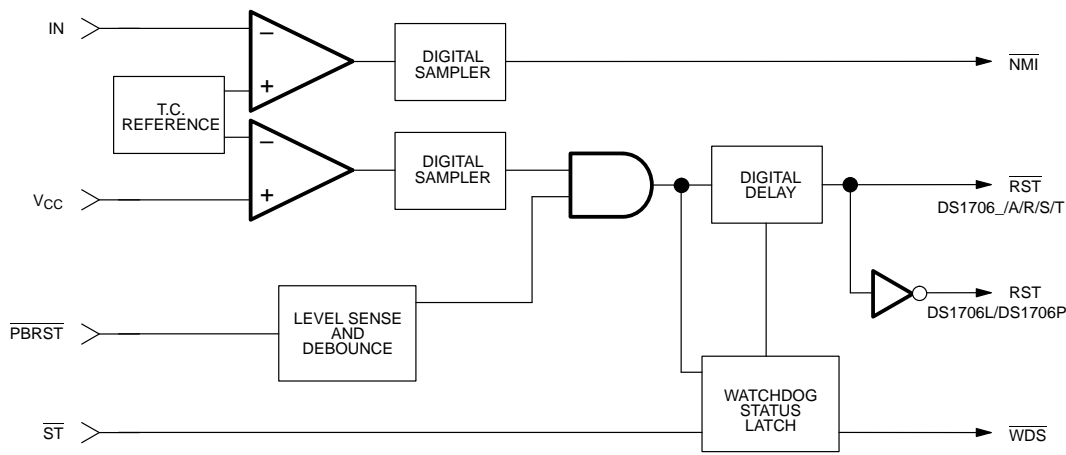 IN
−
+
DIGITAL
SAMPLER
NMI
T.C.
REFERENCE
−
+
DIGITAL
SAMPLER
VCC
DIGITAL
DELAY
RST
DS1706_/A/R/S/T
RST
DS1706L/DS1706P
PBRST
LEVEL SENSE
AND
DEBOUNCE
WATCHDOG
STATUS
LATCH
ST
WDS